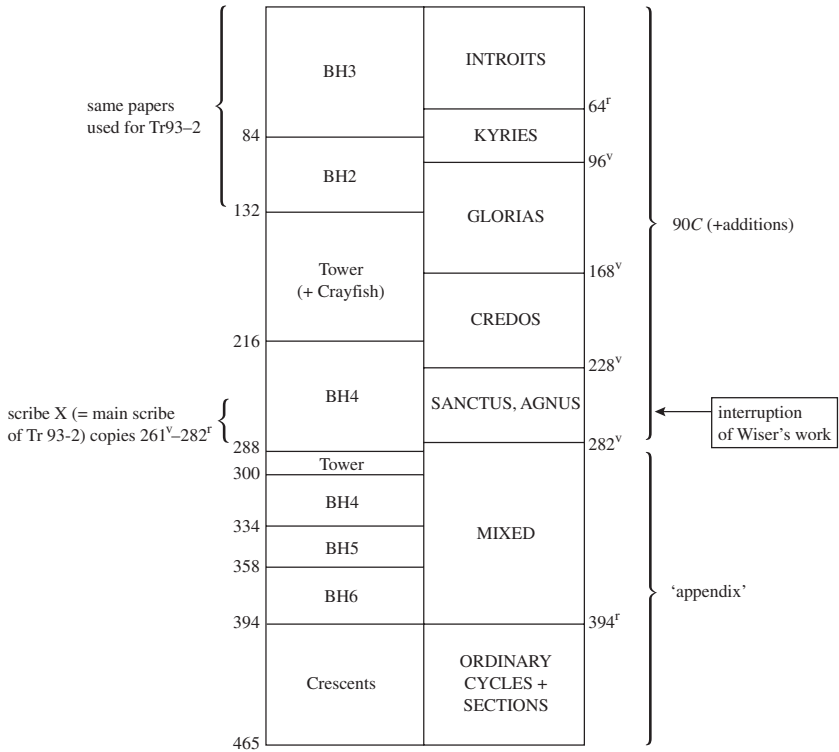 same papers
used for Tr93–2
84
132
216
scribe X (= main scribe
of Tr 93-2) copies 261v–282r
288
300
334
358
394
465
BH3
BH2
Tower
(+ Crayfish)
BH4
Tower
BH4
BH5
BH6
Crescents
INTROITS
KYRIES
GLORIAS
CREDOS
SANCTUS, AGNUS
MIXED
ORDINARY
CYCLES +
SECTIONS
64r
96v
168v
228v
282v
394r
90C (+additions)
interruption
of Wiser's work
‘appendix’